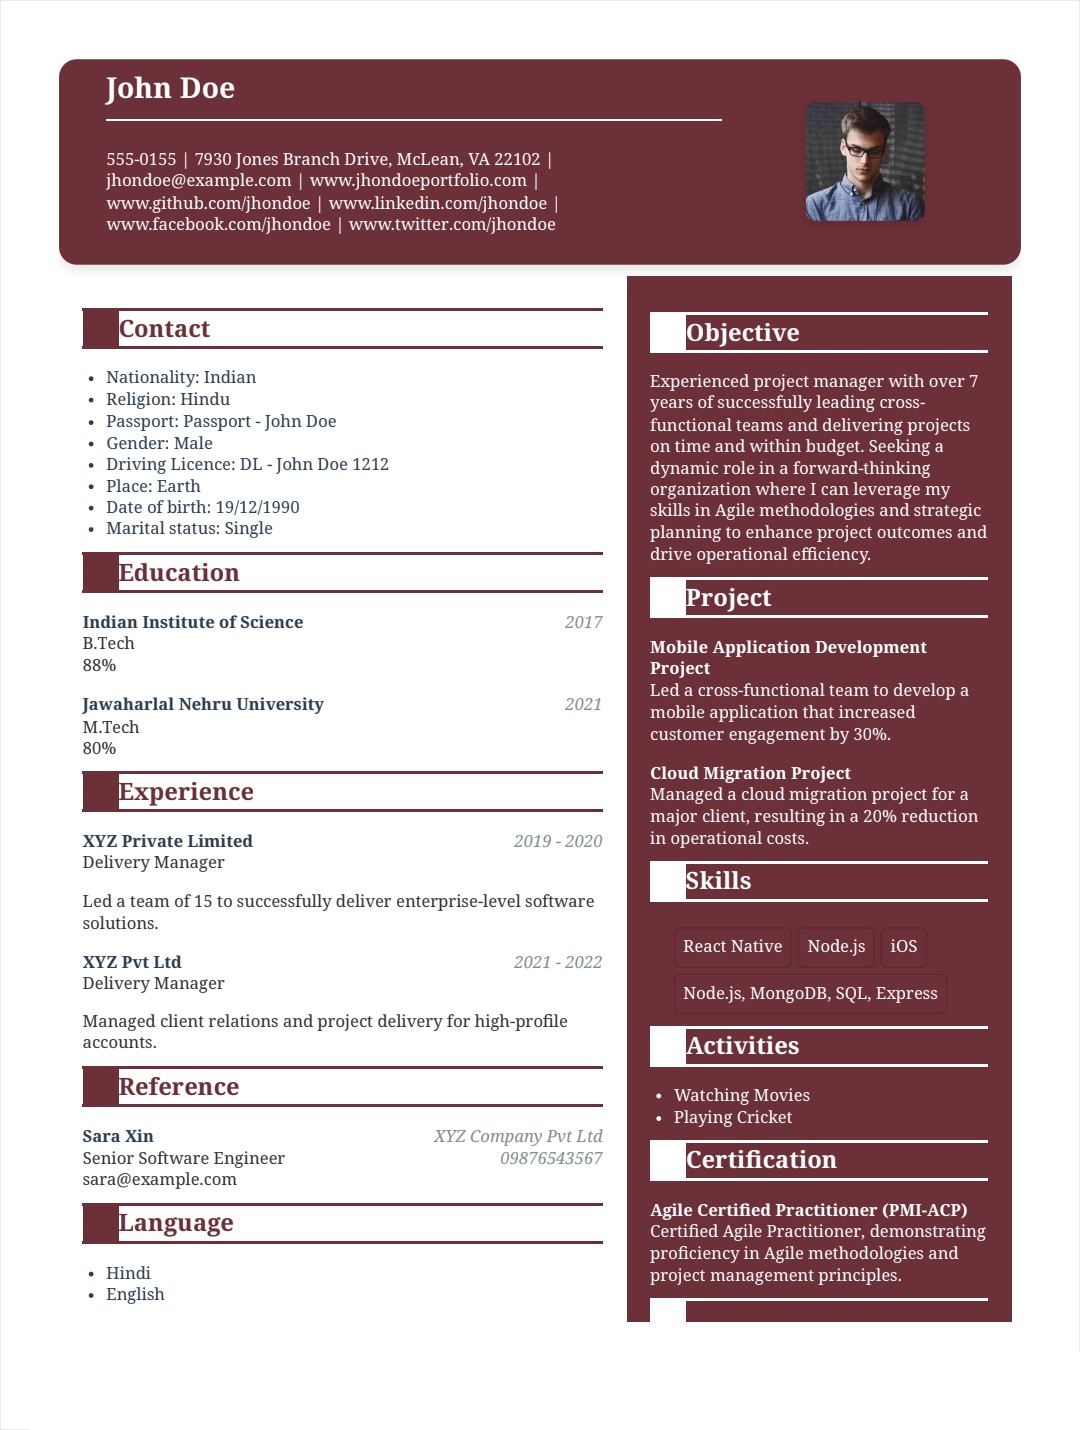 John Doe
555-0155 | 7930 Jones Branch Drive, McLean, VA 22102 |
jhondoe@example.com | www.jhondoeportfolio.com |
www.github.com/jhondoe | www.linkedin.com/jhondoe |
www.facebook.com/jhondoe | www.twitter.com/jhondoe
Contact
• Nationality: Indian
• Religion: Hindu
• Passport: Passport - John Doe
• Gender: Male
• Driving Licence: DL - John Doe 1212
• Place: Earth
• Date of birth: 19/12/1990
• Marital status: Single
Education
Indian Institute of Science 2017
B.Tech
88%
Jawaharlal Nehru University 2021
M.Tech
80%
Experience
XYZ Private Limited 2019 - 2020
Delivery Manager
Led a team of 15 to successfully deliver enterprise-level software
solutions.
XYZ Pvt Ltd 2021 - 2022
Delivery Manager
Managed client relations and project delivery for high-profile
accounts.
Reference
Sara Xin XYZ Company Pvt Ltd
Senior Software Engineer 09876543567
sara@example.com
Language
• Hindi
• English
Objective
Experienced project manager with over 7
years of successfully leading cross-
functional teams and delivering projects
on time and within budget. Seeking a
dynamic role in a forward-thinking
organization where I can leverage my
skills in Agile methodologies and strategic
planning to enhance project outcomes and
drive operational efficiency.
Project
Mobile Application Development
Project
Led a cross-functional team to develop a
mobile application that increased
customer engagement by 30%.
Cloud Migration Project
Managed a cloud migration project for a
major client, resulting in a 20% reduction
in operational costs.
Skills
React Native Node.js iOS
Node.js, MongoDB, SQL, Express
Activities
• Watching Movies
• Playing Cricket
Certification
Agile Certified Practitioner (PMI-ACP)
Certified Agile Practitioner, demonstrating
proficiency in Agile methodologies and
project management principles.